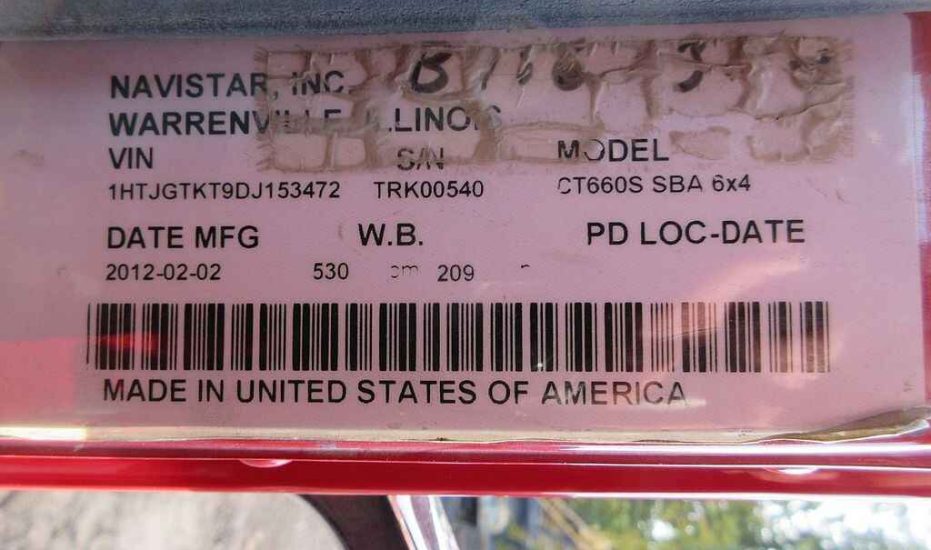 NAVISTAR, INC.
WARRENVILLE, ILLINOIS
VIN S/N MODEL
1HTJGTKT9DJ153472 TRK00540 CT660S SBA 6x4
DATE MFG W.B. PD LOC-DATE
2012-02-02 530 cm 209
MADE IN UNITED STATES OF AMERICA